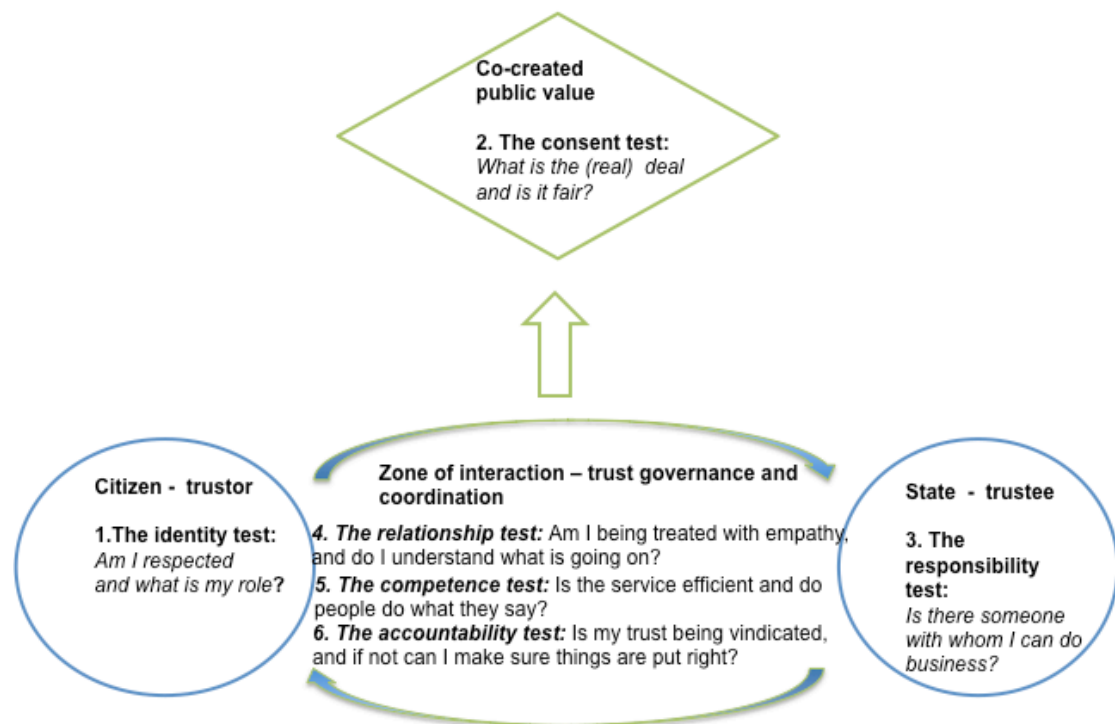 Co-created
public value
2. The consent test:
What is the (real)  deal
and is it fair?
Citizen -  trustor
1.The identity test:
Am I respected
and what is my role?
Zone of interaction – trust governance and
coordination
4. The relationship test: Am I being treated with empathy,
and do I understand what is going on?
5. The competence test: Is the service efficient and do
people do what they say?
6. The accountability test: Is my trust being vindicated,
and if not can I make sure things are put right?
State  -  trustee
3. The
responsibility
test:
Is there someone
with whom I can do
business?